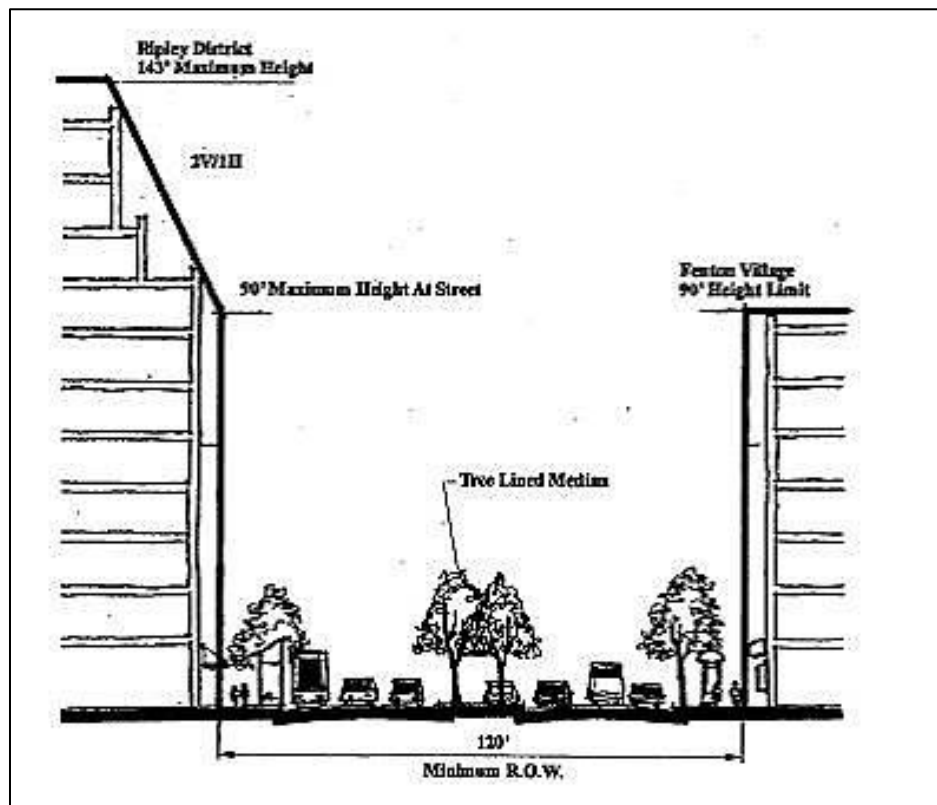 Ripley District
143' Maximum Height
2V/1H
90' Maximum Height At Street
Fenton Village
90' Height Limit
Tree Lined Median
120'
Minimum R.O.W.